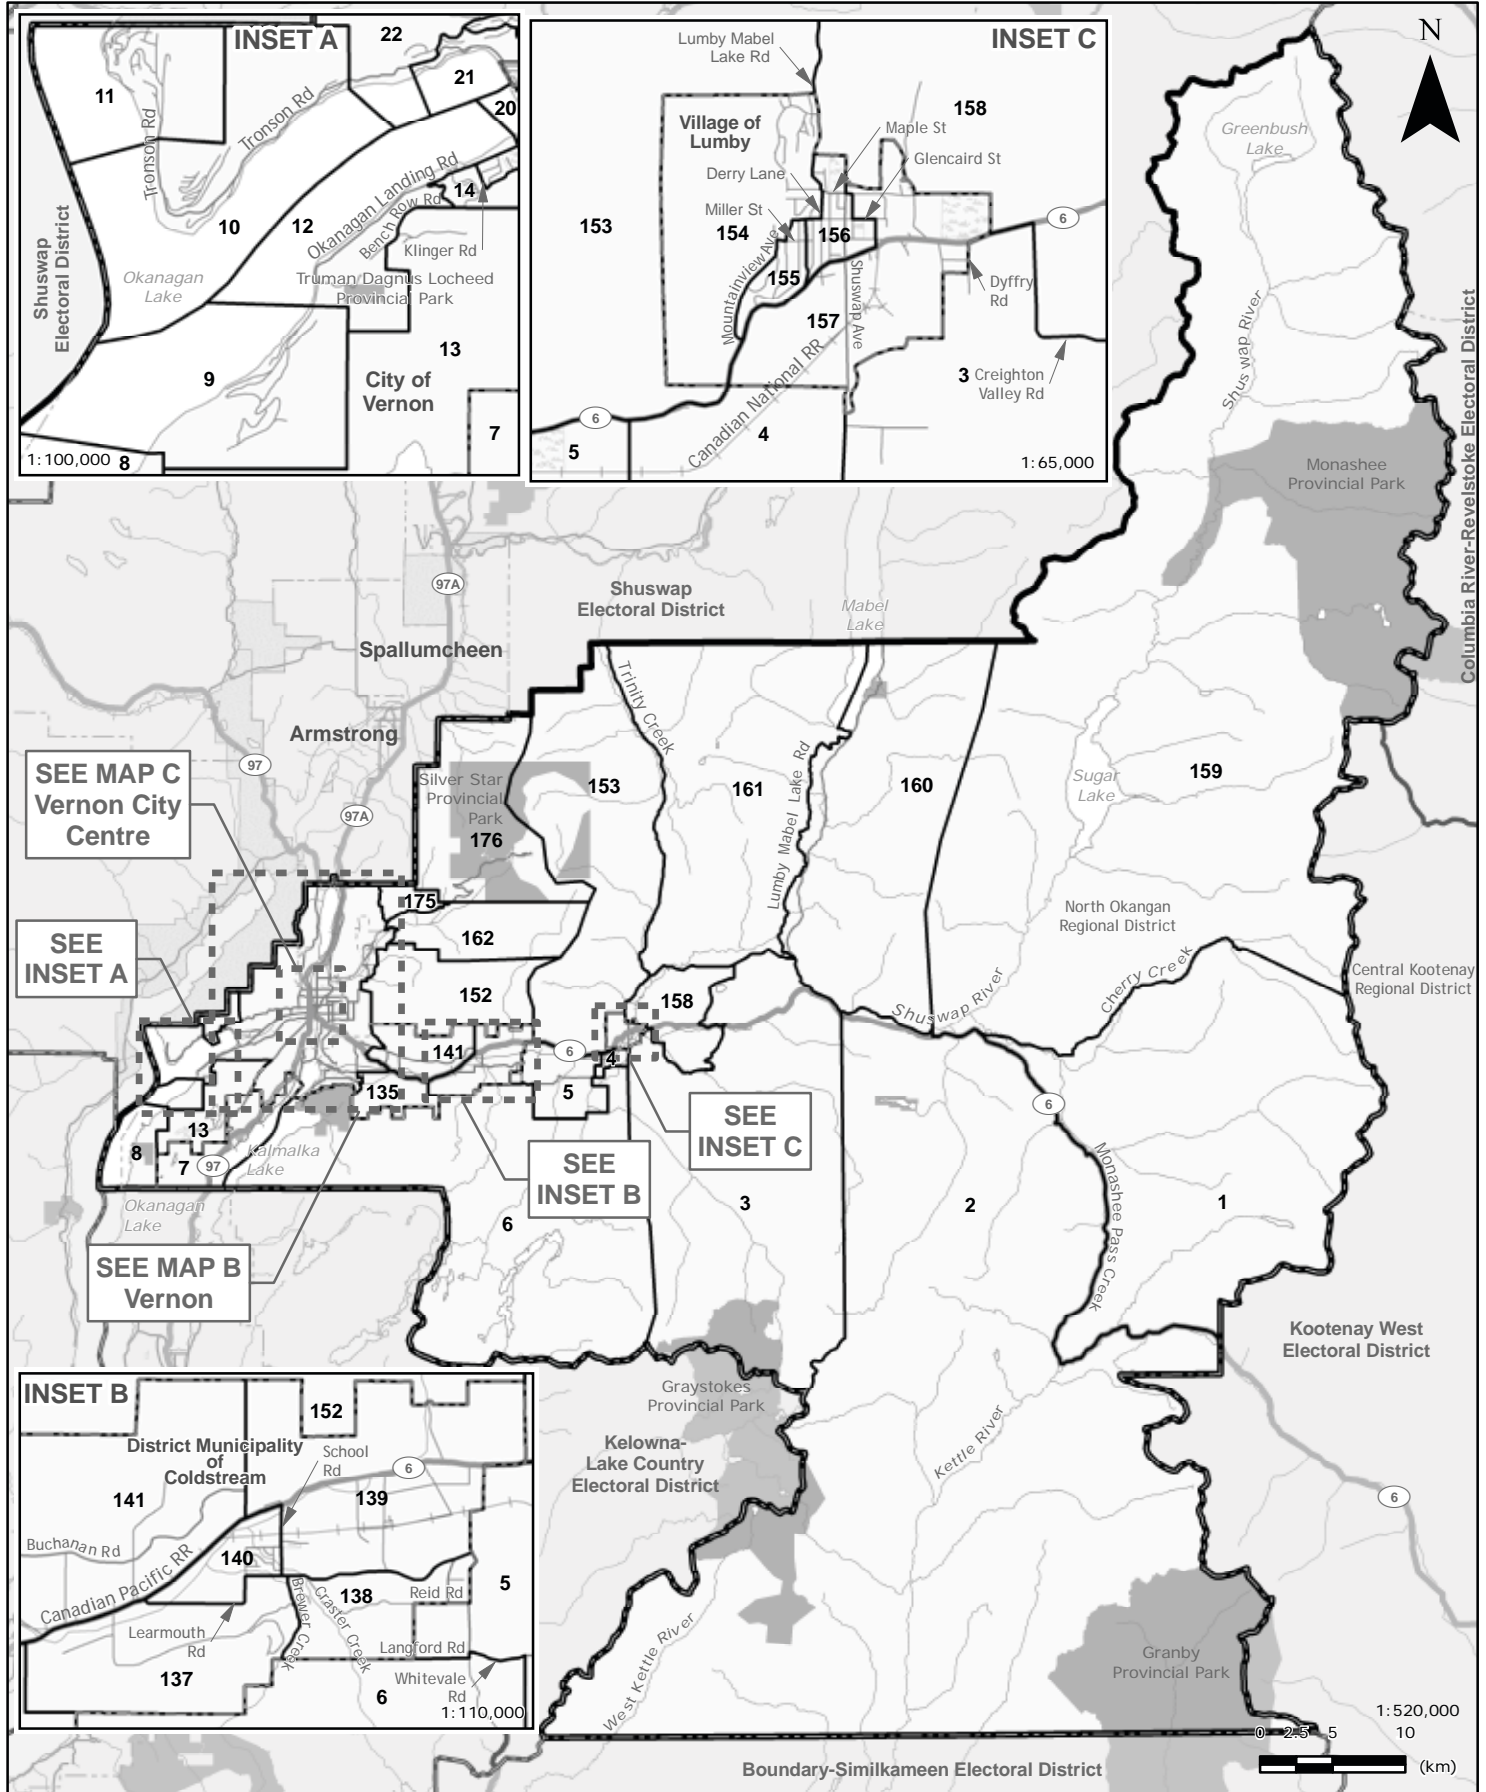 INSET A
22
21
20
11
Tronson Rd
Tronson Rd
10
12
Okanagan Landing Rd
Bench Row Rd
14
Klinger Rd
Truman Dagnus Locheed
Provincial Park
Okanagan
Lake
Shuswap
Electoral District
9
13
City of
Vernon
7
8
1:100,000
INSET C
Lumby Mabel
Lake Rd
158
Village of
Lumby
Maple St
Glencaird St
Derry Lane
Miller St
153
154
156
155
Mountainview Ave
157
Shuswap Ave
6
Dyffry
Rd
3
Creighton
Valley Rd
Canadian National RR
6
4
5
1:65,000
N
Greenbush
Lake
Shuswap River
Monashee
Provincial Park
Columbia River-Revelstoke Electoral District
97A
Shuswap
Electoral District
Mabel
Lake
Spallumcheen
Armstrong
97
97A
SEE MAP C
Vernon City
Centre
Silver Star
Provincial
Park
176
153
Trinity Creek
161
Lumby Mabel Lake Rd
160
Sugar
Lake
159
North Okangan
Regional District
Central Kootenay
Regional District
SEE
INSET A
175
162
152
158
Shuswap River
Cherry Creek
141
6
4
135
5
13
8
7
97
Kalmalka
Lake
Okanagan
Lake
SEE
INSET C
SEE
INSET B
6
Monashee Pass Creek
6
3
2
1
SEE MAP B
Vernon
Kootenay West
Electoral District
Graystokes
Provincial Park
Kelowna-
Lake Country
Electoral District
Kettle River
6
West Kettle River
Granby
Provincial Park
INSET B
152
District Municipality
of
Coldstream
School
Rd
6
141
139
Buchanan Rd
Canadian Pacific RR
140
138
Reid Rd
5
Brewer Creek
Craster Creek
Learmouth
Rd
Langford Rd
Whitevale
Rd
137
6
1:110,000
1:520,000
0 2.5 5 10
(km)
Boundary-Similkameen Electoral District